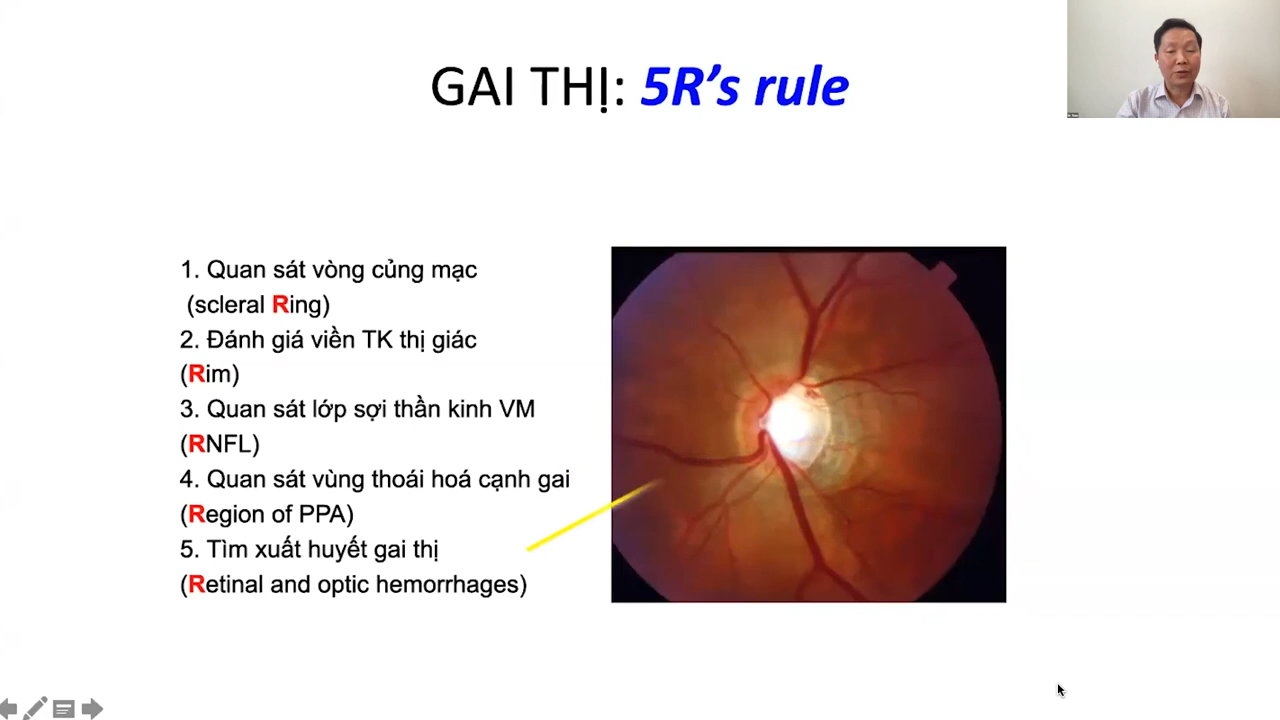 GAI THỊ: 5R's rule
1. Quan sát vòng củng mạc
(scleral Ring)
2. Đánh giá viền TK thị giác
(Rim)
3. Quan sát lớp sợi thần kinh VM
(RNFL)
4. Quan sát vùng thoái hoá cạnh gai
(Region of PPA)
5. Tìm xuất huyết gai thị
(Retinal and optic hemorrhages)